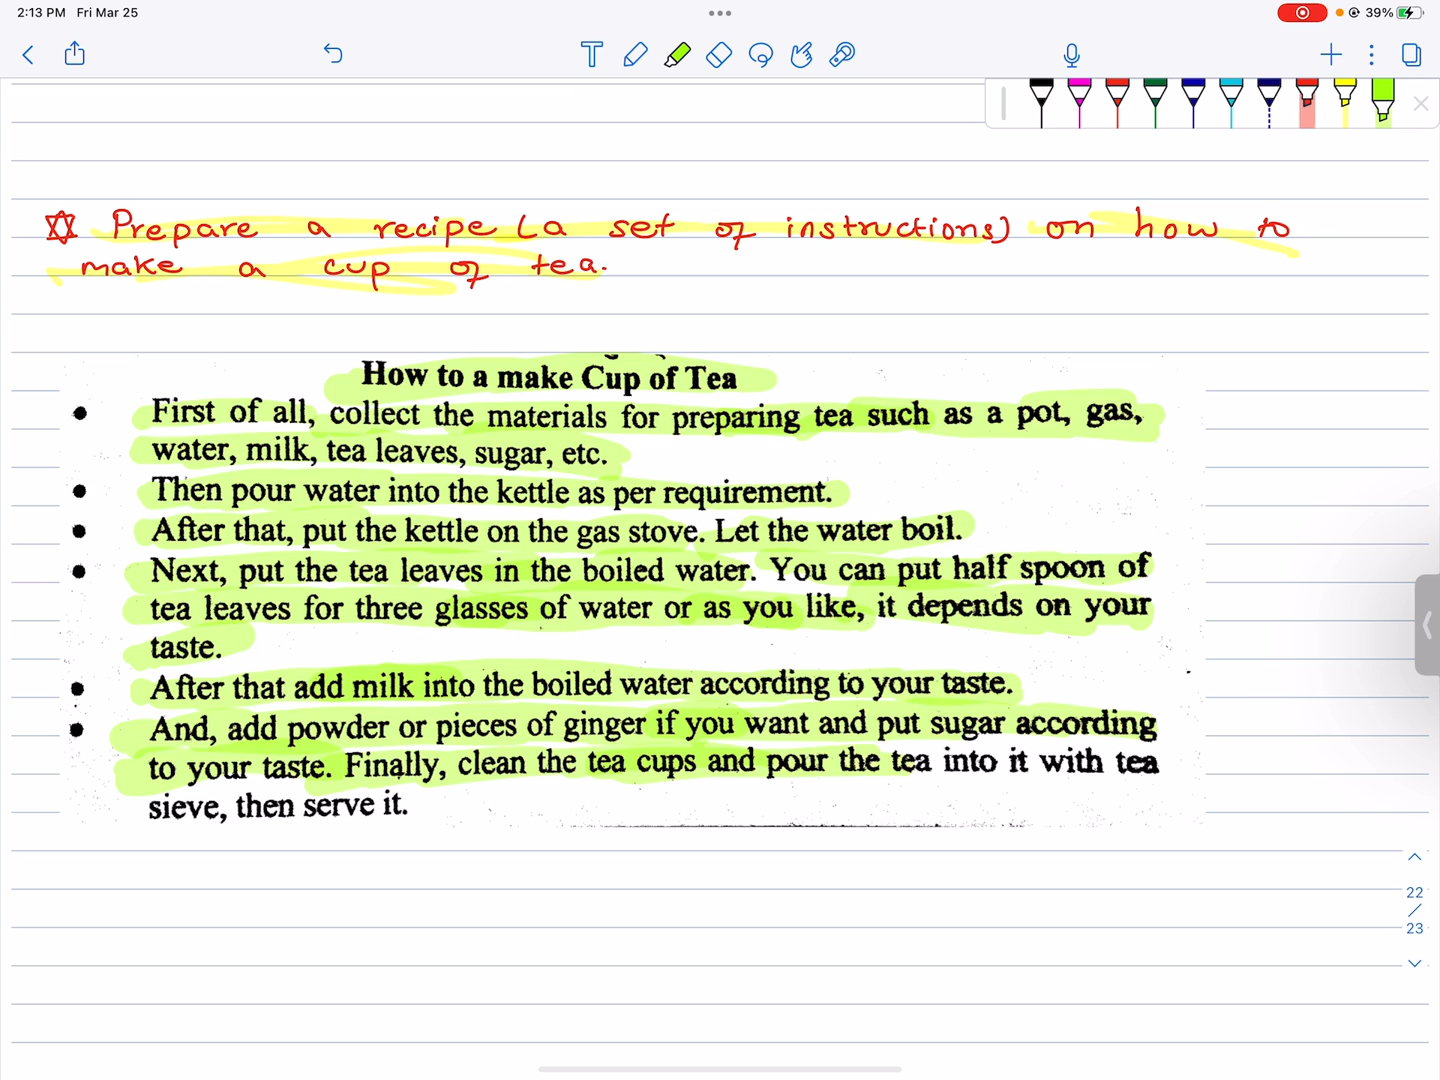 2:13 PM Fri Mar 25
39%
☆ Prepare a recipe (a set of instructions) on how to
make a cup of tea.
How to a make Cup of Tea
• First of all, collect the materials for preparing tea such as a pot, gas,
water, milk, tea leaves, sugar, etc.
• Then pour water into the kettle as per requirement.
• After that, put the kettle on the gas stove. Let the water boil.
• Next, put the tea leaves in the boiled water. You can put half spoon of
tea leaves for three glasses of water or as you like, it depends on your
taste.
• After that add milk into the boiled water according to your taste.
• And, add powder or pieces of ginger if you want and put sugar according
to your taste. Finally, clean the tea cups and pour the tea into it with tea
sieve, then serve it.
22
/
23